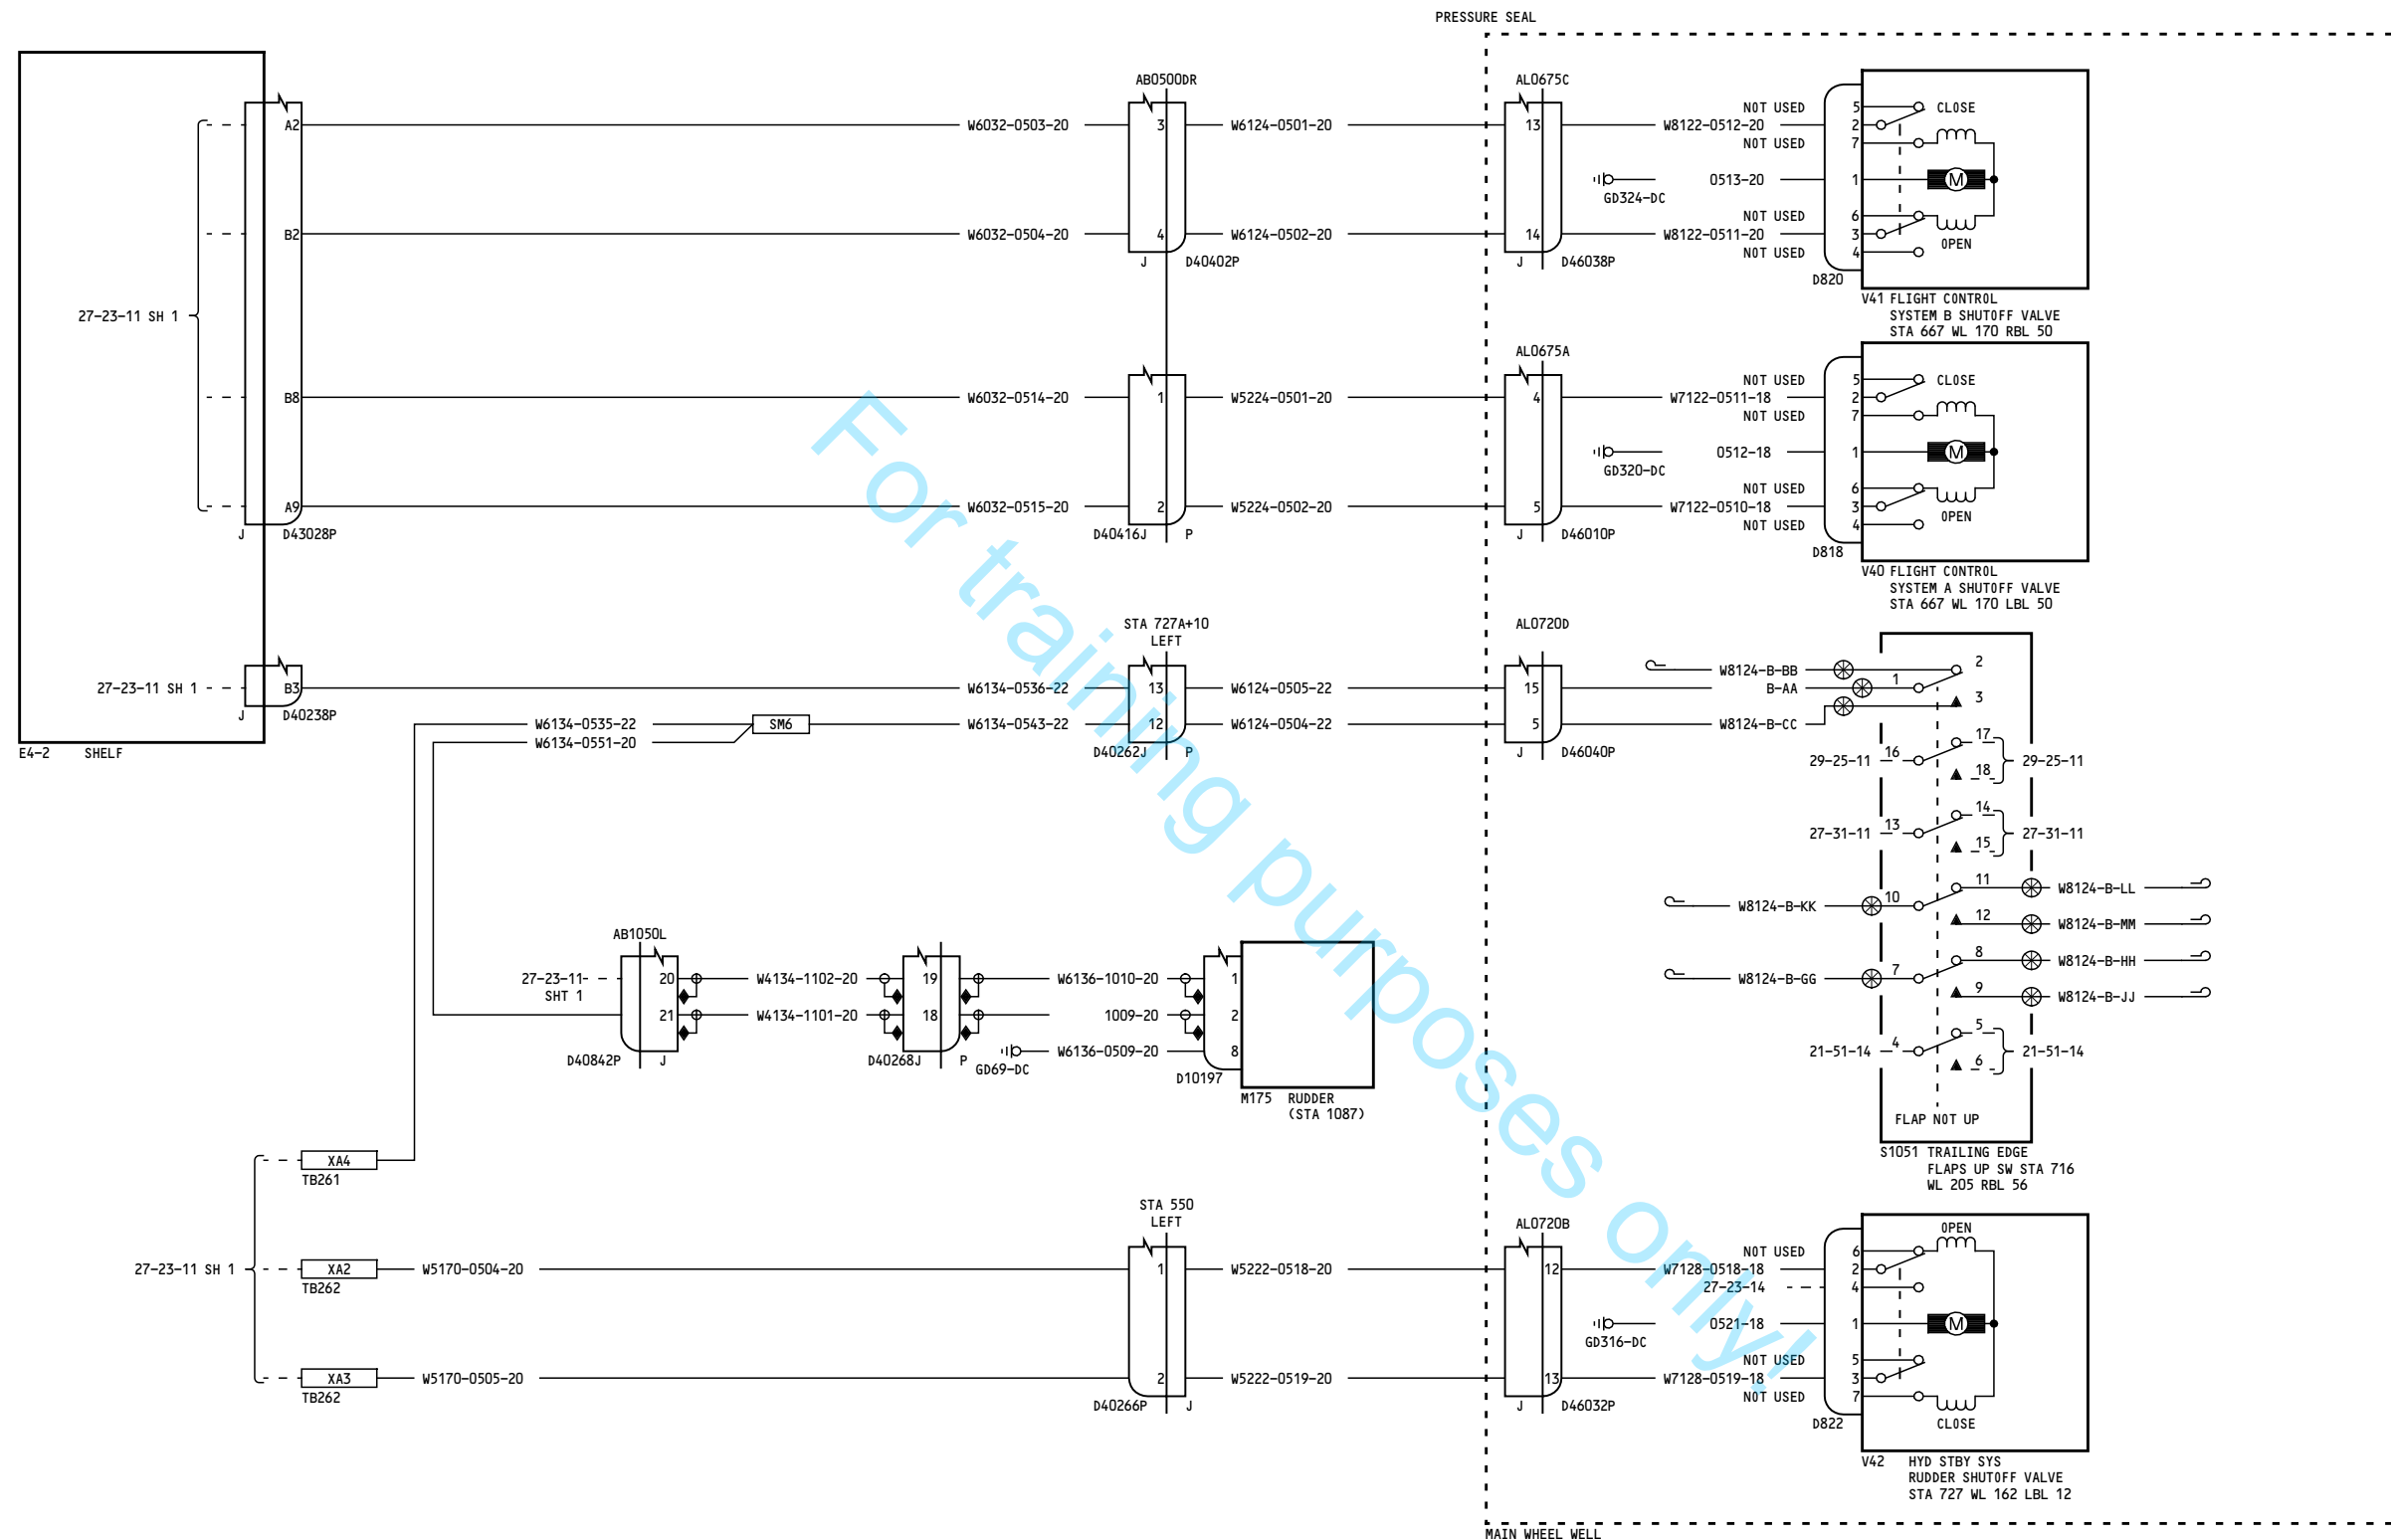 PRESSURE SEAL
AB0500DR
AL0675C
A2
W6032-0503-20
3
W6124-0501-20
13
NOT USED
W8122-0512-20
NOT USED
5
2
7
CLOSE
GD324-DC
0513-20
1
M
B2
W6032-0504-20
4
W6124-0502-20
14
NOT USED
W8122-0511-20
NOT USED
6
3
4
OPEN
J
D40402P
J
D46038P
D820
V41 FLIGHT CONTROL
SYSTEM B SHUTOFF VALVE
STA 667 WL 170 RBL 50
27-23-11 SH 1
AL0675A
B8
W6032-0514-20
1
W5224-0501-20
4
NOT USED
W7122-0511-18
NOT USED
5
2
7
CLOSE
GD320-DC
0512-18
1
M
A9
W6032-0515-20
2
W5224-0502-20
5
NOT USED
W7122-0510-18
NOT USED
6
3
4
OPEN
J
D43028P
D40416J
P
J
D46010P
D818
V40 FLIGHT CONTROL
SYSTEM A SHUTOFF VALVE
STA 667 WL 170 LBL 50
STA 727A+10
LEFT
AL0720D
27-23-11 SH 1
B3
W6134-0536-22
13
W6124-0505-22
15
W8124-B-BB
B-AA
W8124-B-CC
1
2
3
J
D40238P
W6134-0535-22
W6134-0551-20
SM6
W6134-0543-22
12
W6124-0504-22
5
D40262J
P
J
D46040P
E4-2 SHELF
29-25-11
16
17
18
29-25-11
27-31-11
13
14
15
27-31-11
W8124-B-KK
10
11
W8124-B-LL
12
W8124-B-MM
W8124-B-GG
7
8
W8124-B-HH
9
W8124-B-JJ
21-51-14
4
5
6
21-51-14
FLAP NOT UP
S1051 TRAILING EDGE
FLAPS UP SW STA 716
WL 205 RBL 56
AB1050L
27-23-11
SHT 1
20
W4134-1102-20
19
W6136-1010-20
1
21
W4134-1101-20
18
1009-20
2
D40842P
J
D40268J
P
GD69-DC
W6136-0509-20
8
D10197
M175 RUDDER
(STA 1087)
XA4
TB261
STA 550
LEFT
AL0720B
27-23-11 SH 1
XA2
TB262
W5170-0504-20
1
W5222-0518-20
12
NOT USED
W7128-0518-18
27-23-14
6
2
4
OPEN
GD316-DC
0521-18
1
M
XA3
TB262
W5170-0505-20
2
W5222-0519-20
13
NOT USED
W7128-0519-18
NOT USED
5
3
7
CLOSE
D40266P
J
J
D46032P
D822
V42 HYD STBY SYS
RUDDER SHUTOFF VALVE
STA 727 WL 162 LBL 12
MAIN WHEEL WELL
For training purposes only!